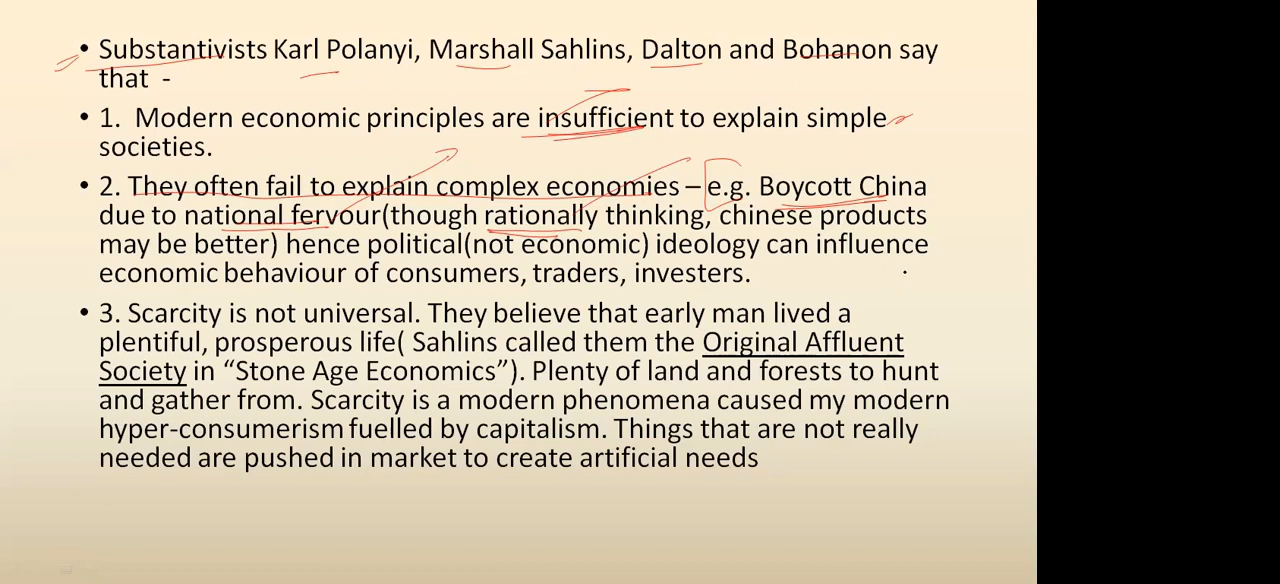 • Substantivists Karl Polanyi, Marshall Sahlins, Dalton and Bohanon say
that -
• 1. Modern economic principles are insufficient to explain simple
societies.
• 2. They often fail to explain complex economies – e.g. Boycott China
due to national fervour(though rationally thinking, chinese products
may be better) hence political(not economic) ideology can influence
economic behaviour of consumers, traders, investers.
• 3. Scarcity is not universal. They believe that early man lived a
plentiful, prosperous life( Sahlins called them the Original Affluent
Society in “Stone Age Economics”). Plenty of land and forests to hunt
and gather from. Scarcity is a modern phenomena caused my modern
hyper-consumerism fuelled by capitalism. Things that are not really
needed are pushed in market to create artificial needs